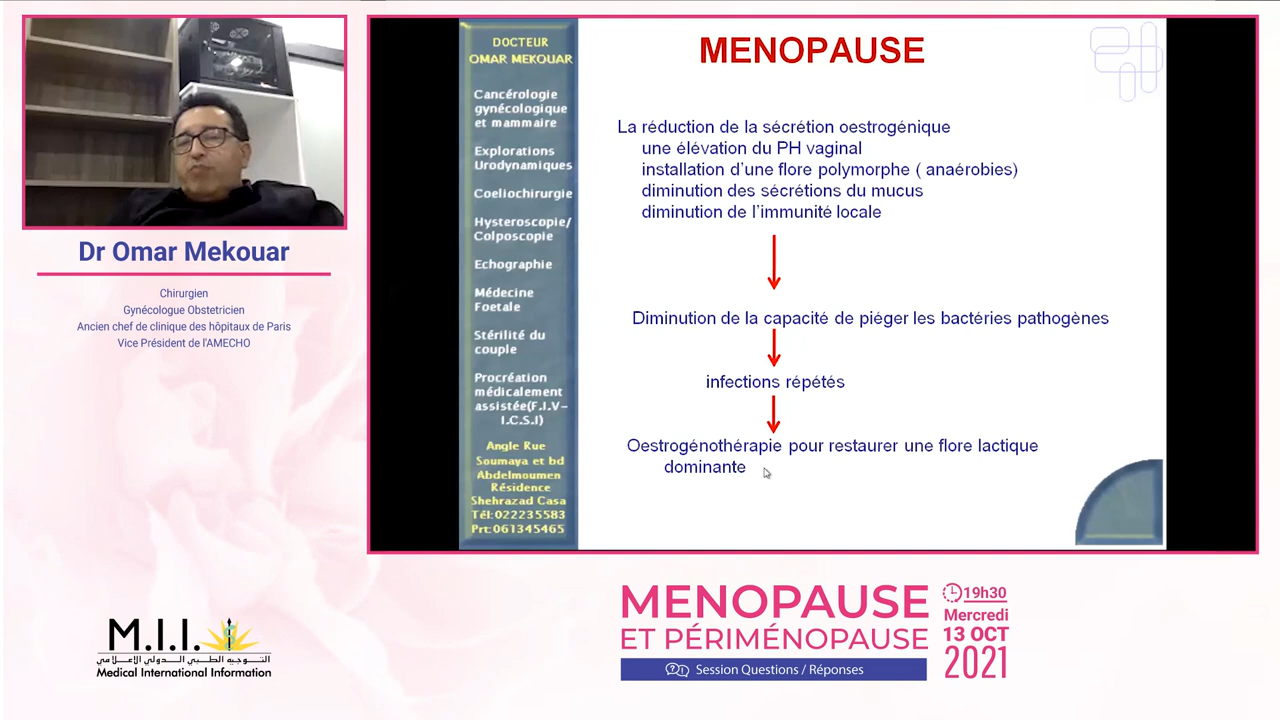 Dr Omar Mekouar
Chirurgien
Gynécologue Obstetricien
Ancien chef de clinique des hôpitaux de Paris
Vice Président de l'AMECHO
M.I.I.
التـوجيـه الطـبـي الـدولـي الإعـلامـي
Medical International Information
DOCTEUR
OMAR MEKOUAR
Cancérologie
gynécologique
et mammaire
Explorations
Urodynamiques
Coeliochirurgie
Hysteroscopie/
Colposcopie
Echographie
Médecine
Foetale
Stérilité du
couple
Procréation
médicalement
assistée(F.I.V-
I.C.S.I)
Angle Rue
Soumaya et bd
Abdelmoumen
Résidence
Shehrazad Casa
Tél:022235583
Prt:061345465
MENOPAUSE
La réduction de la sécrétion oestrogénique
une élévation du PH vaginal
installation d'une flore polymorphe ( anaérobies)
diminution des sécrétions du mucus
diminution de l'immunité locale
Diminution de la capacité de piéger les bactéries pathogènes
infections répétés
Oestrogénothérapie pour restaurer une flore lactique
dominante
MENOPAUSE
ET PÉRIMÉNOPAUSE
Session Questions / Réponses
19h30
Mercredi
13 OCT
2021